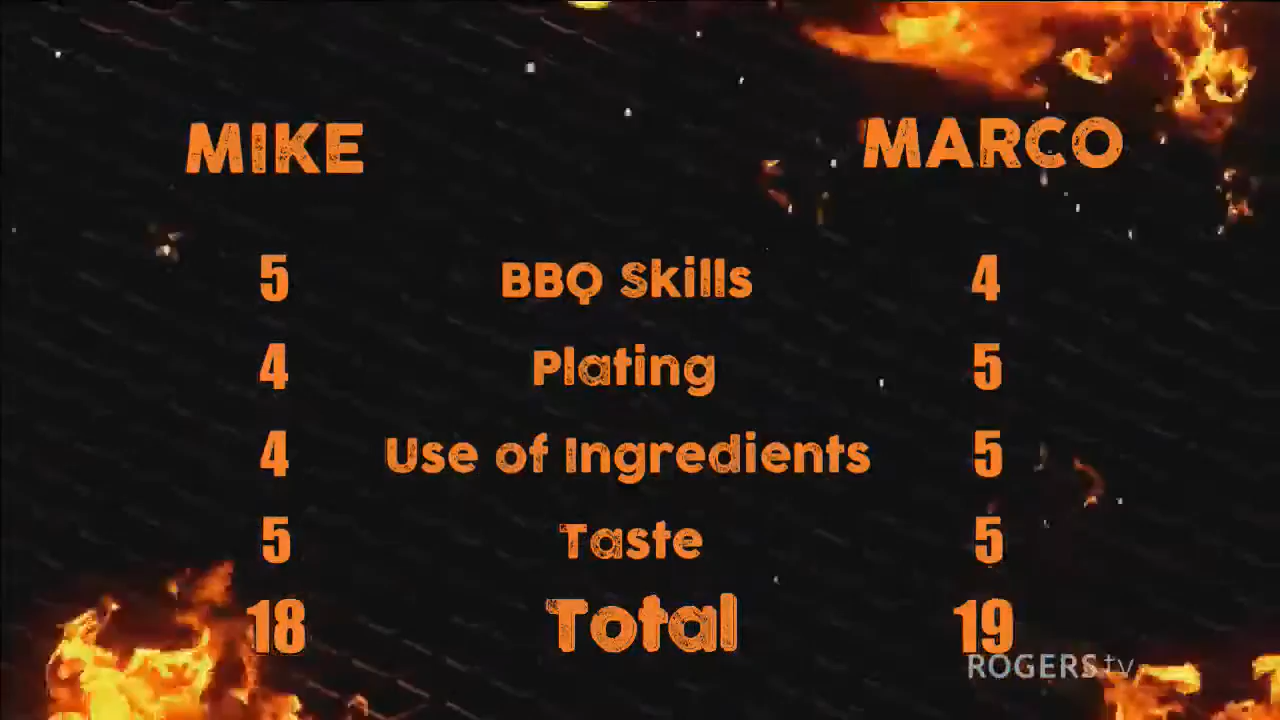 MIKE MARCO
5 BBQ Skills 4
4 Plating 5
4 Use of Ingredients 5
5 Taste 5
18 Total 19
ROGERS tv